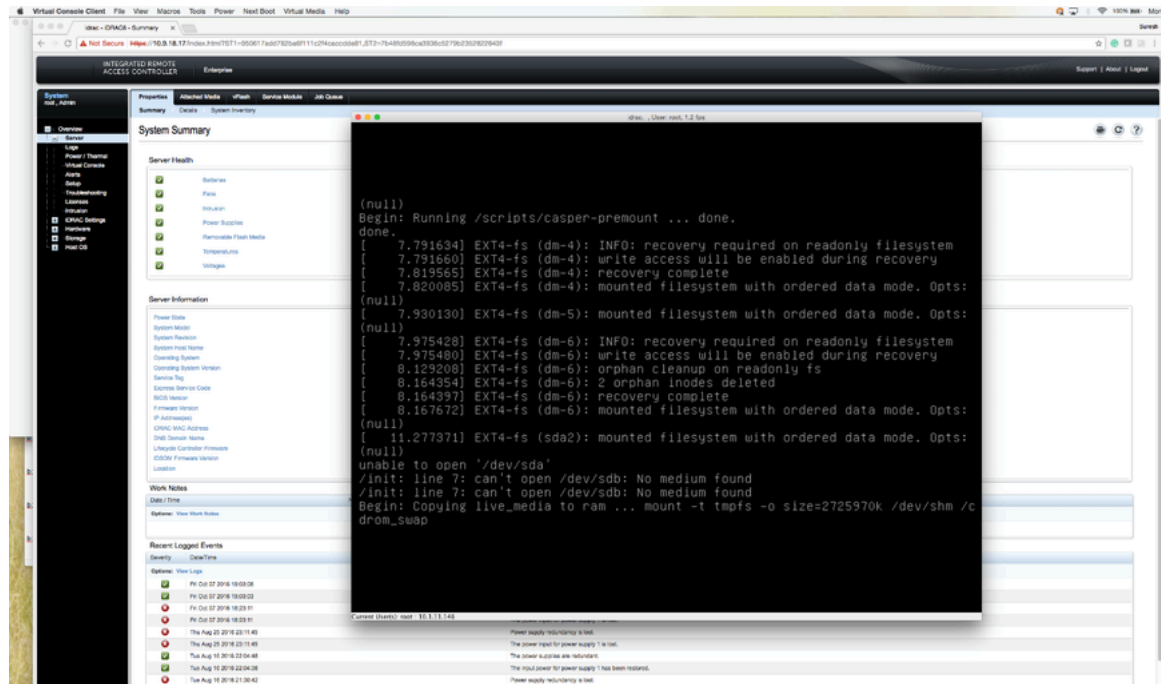 Virtual Console Client File View Macros Tools Power Next Boot Virtual Media Help
100%
Mon
Suresh
idrac - iDRAC8 - Summary
Not Secure
INTEGRATED REMOTE
ACCESS CONTROLLER
Enterprise
Support | About | Logout
System
root , Admin
Properties Attached Media vFlash Service Module Job Queue
Summary Details System Inventory
Overview
Server
Logs
Power / Thermal
Virtual Console
Alerts
Setup
Troubleshooting
Licenses
Intrusion
iDRAC Settings
Hardware
Storage
Host OS
System Summary
Server Health
Batteries
Fans
Intrusion
Power Supplies
Removable Flash Media
Temperatures
Voltages
Server Information
Power State
System Model
System Revision
System Host Name
Operating System
Operating System Version
Service Tag
Express Service Code
BIOS Version
Firmware Version
IP Address(es)
iDRAC MAC Address
DNS Domain Name
Lifecycle Controller Firmware
IDSDM Firmware Version
Location
Work Notes
Date / Time
Options: View Work Notes
Recent Logged Events
Severity Date/Time
Options: View Logs
Fri Oct 07 2016
Fri Oct 07 2016
Fri Oct 07 2016 18:23:11
Fri Oct 07 2016 18:23:11
Thu Aug 25 2016 23:11:45 Power supply redundancy is lost.
Thu Aug 25 2016 23:11:45 The power input for power supply 1 is lost.
Tue Aug 16 2016 22:04:48 The power supplies are redundant.
Tue Aug 16 2016 22:04:38 The input power for power supply 1 has been restored.
Tue Aug 16 2016 21:30:42 Power supply redundancy is lost.
idrac. , User: root, 1.2 fps
(null)
Begin: Running /scripts/casper-premount ... done.
done.
[    7.791634] EXT4-fs (dm-4): INFO: recovery required on readonly filesystem
[    7.791660] EXT4-fs (dm-4): write access will be enabled during recovery
[    7.819565] EXT4-fs (dm-4): recovery complete
[    7.820085] EXT4-fs (dm-4): mounted filesystem with ordered data mode. Opts:
(null)
[    7.930130] EXT4-fs (dm-5): mounted filesystem with ordered data mode. Opts:
(null)
[    7.975428] EXT4-fs (dm-6): INFO: recovery required on readonly filesystem
[    7.975480] EXT4-fs (dm-6): write access will be enabled during recovery
[    8.129208] EXT4-fs (dm-6): orphan cleanup on readonly fs
[    8.164354] EXT4-fs (dm-6): 2 orphan inodes deleted
[    8.164397] EXT4-fs (dm-6): recovery complete
[    8.167672] EXT4-fs (dm-6): mounted filesystem with ordered data mode. Opts:
(null)
[   11.277371] EXT4-fs (sda2): mounted filesystem with ordered data mode. Opts:
(null)
unable to open '/dev/sda'
/init: line 7: can't open /dev/sdb: No medium found
/init: line 7: can't open /dev/sdb: No medium found
Begin: Copying live_media to ram ... mount -t tmpfs -o size=2725970k /dev/shm /c
drom_swap
Current User(s): root : 10.1.11.146